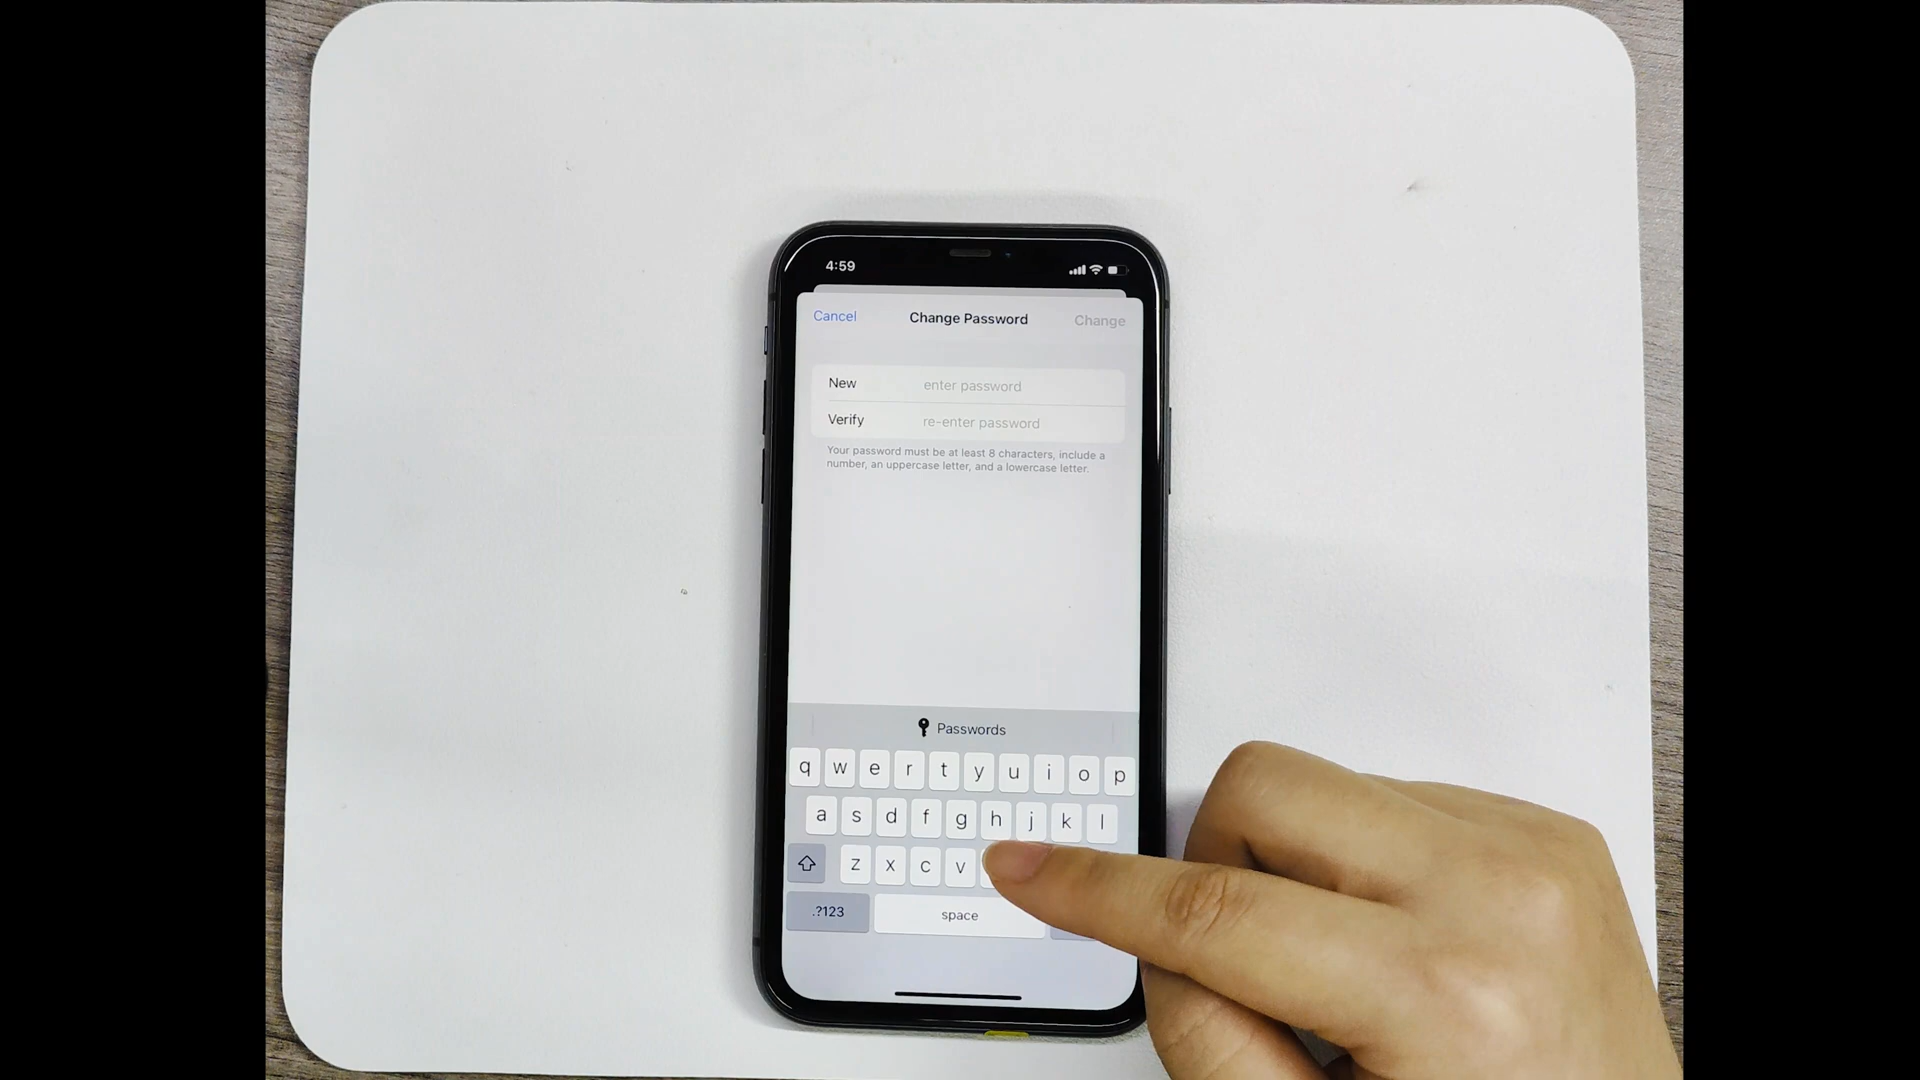 4:59
Cancel Change Password Change
New enter password
Verify re-enter password
Your password must be at least 8 characters, include a
number, an uppercase letter, and a lowercase letter.
Passwords
q w e r t y u i o p
a s d f g h j k l
z x c v
.?123 space